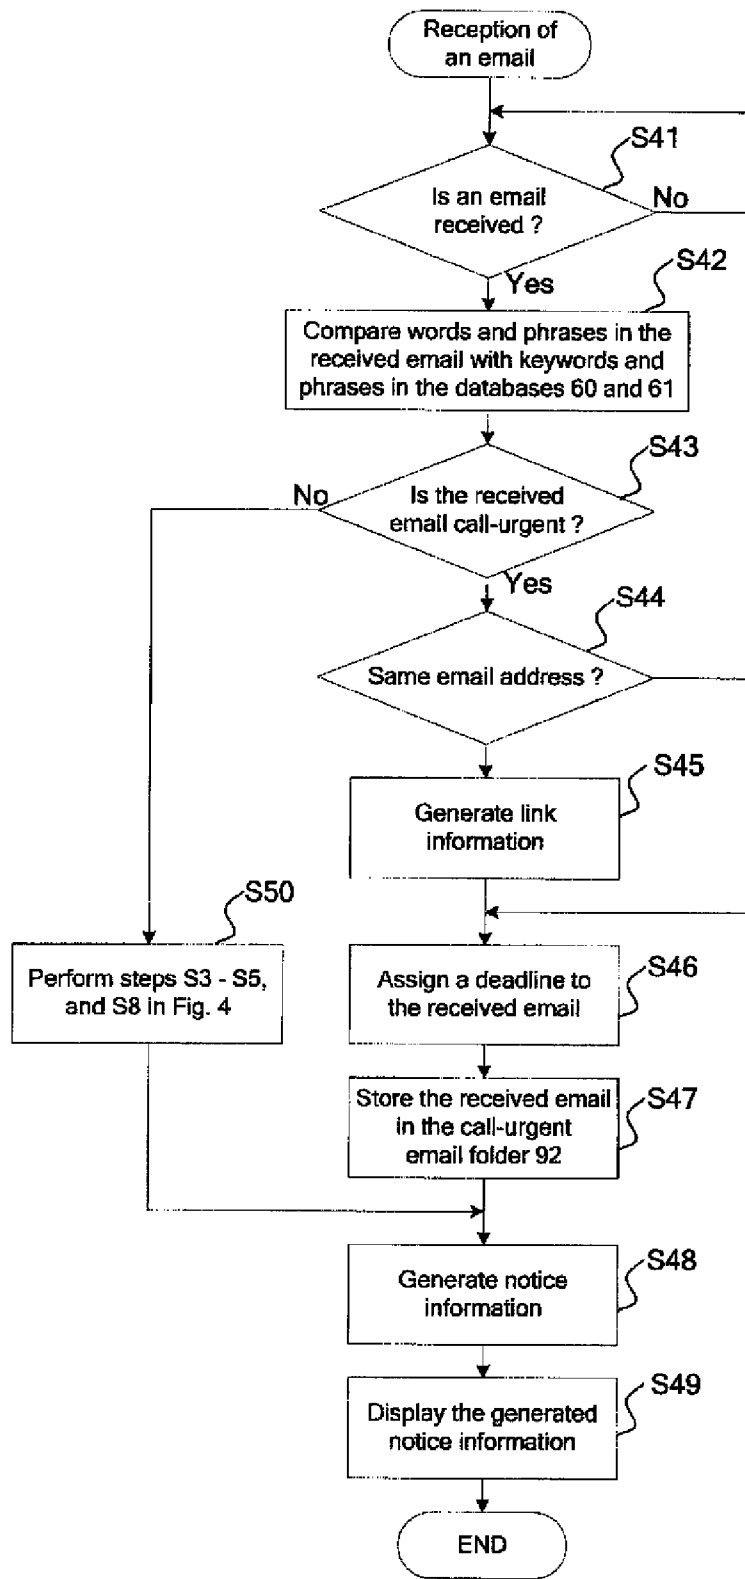 Reception of
an email
S41
Is an email
received ?
No
Yes
S42
Compare words and phrases in the
received email with keywords and
phrases in the databases 60 and 61
S43
No
Is the received
email call-urgent ?
Yes
S44
Same email address ?
S45
Generate link
information
S50
Perform steps S3 - S5,
and S8 in Fig. 4
S46
Assign a deadline to
the received email
S47
Store the received email
in the call-urgent
email folder 92
S48
Generate notice
information
S49
Display the generated
notice information
END